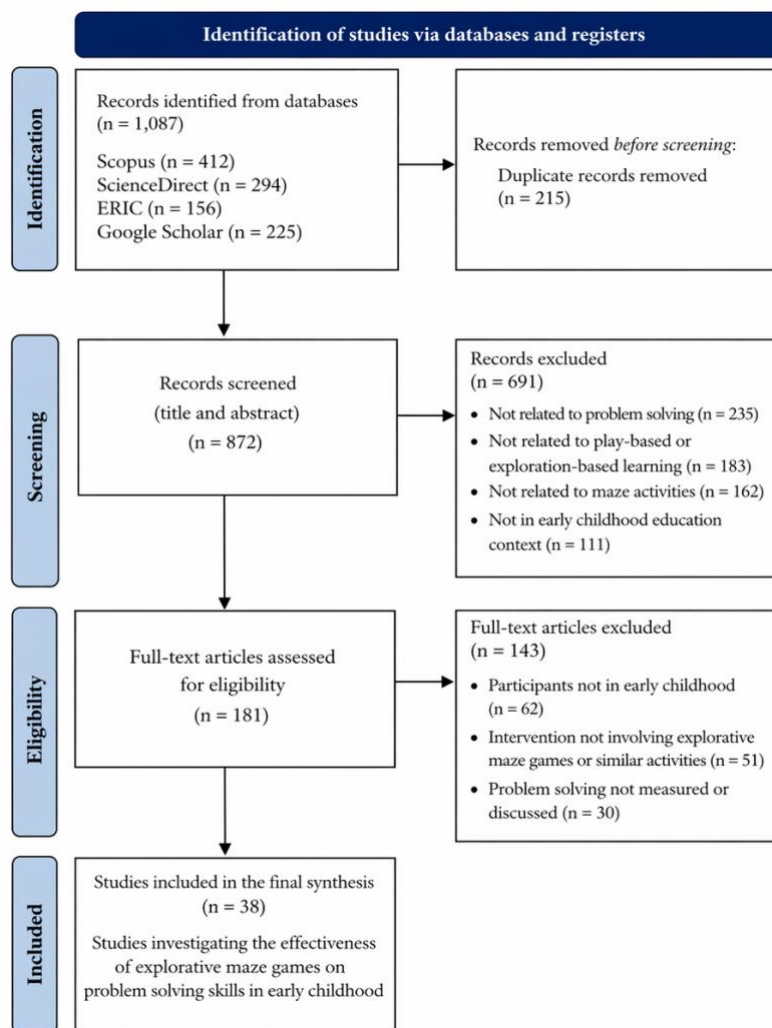 Identification of studies via databases and registers
Identification
Records identified from databases
(n = 1,087)
Scopus (n = 412)
ScienceDirect (n = 294)
ERIC (n = 156)
Google Scholar (n = 225)
Records removed before screening:
Duplicate records removed
(n = 215)
Screening
Records screened
(title and abstract)
(n = 872)
Records excluded
(n = 691)
• Not related to problem solving (n = 235)
• Not related to play-based or
exploration-based learning (n = 183)
• Not related to maze activities (n = 162)
• Not in early childhood education
context (n = 111)
Eligibility
Full-text articles assessed
for eligibility
(n = 181)
Full-text articles excluded
(n = 143)
• Participants not in early childhood
(n = 62)
• Intervention not involving explorative
maze games or similar activities (n = 51)
• Problem solving not measured or
discussed (n = 30)
Included
Studies included in the final synthesis
(n = 38)
Studies investigating the effectiveness
of explorative maze games on
problem solving skills in early childhood